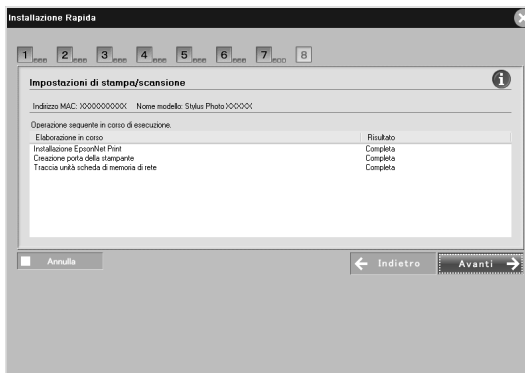 Installazione Rapida
1 2 3 4 5 6 7 8
Impostazioni di stampa/scansione
Indirizzo MAC: XXXXXXXXXX Nome modello: Stylus Photo XXXXXX
Operazione seguente in corso di esecuzione.
Elaborazione in corso Risultato
Installazione EpsonNet Print Completa
Creazione porta della stampante Completa
Traccia unità scheda di memoria di rete Completa
Annulla Indietro Avanti